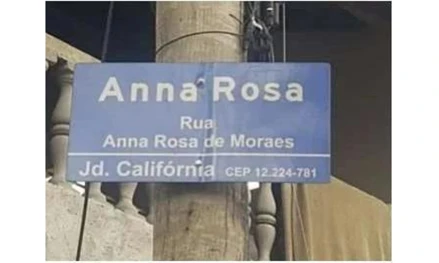 Anna Rosa
Rua
Anna Rosa de Moraes
Jd. Califórnia CEP 12.224-781